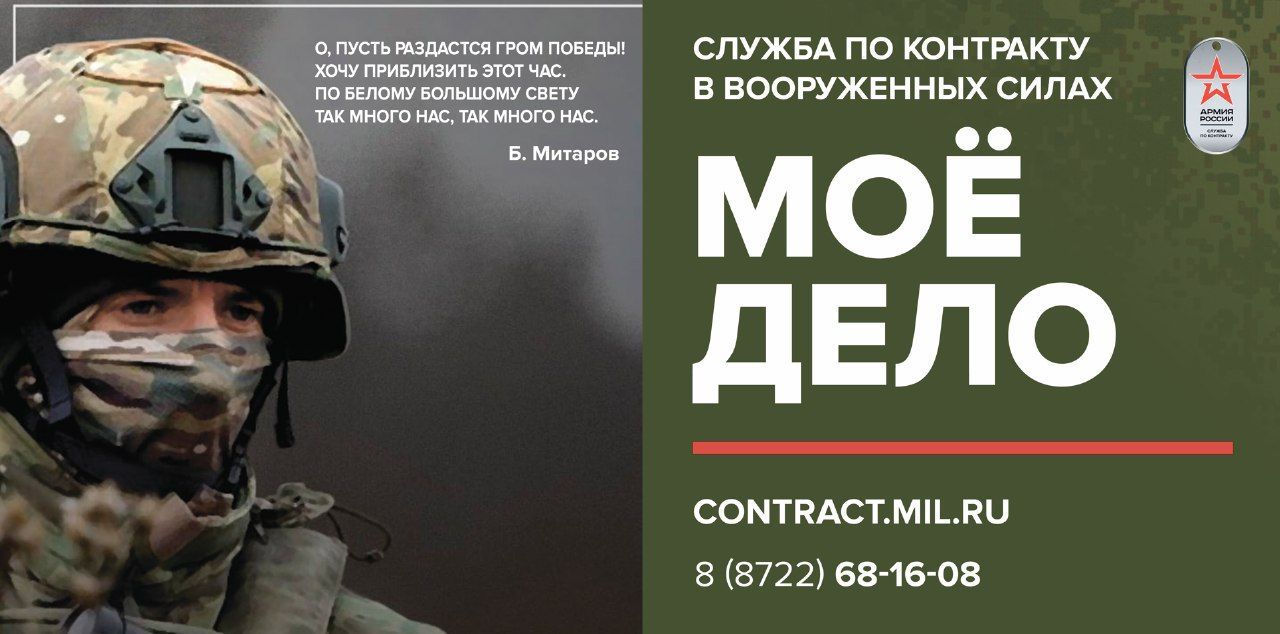 О, ПУСТЬ РАЗДАСТСЯ ГРОМ ПОБЕДЫ!
ХОЧУ ПРИБЛИЗИТЬ ЭТОТ ЧАС.
ПО БЕЛОМУ БОЛЬШОМУ СВЕТУ
ТАК МНОГО НАС, ТАК МНОГО НАС.
Б. Митаров
СЛУЖБА ПО КОНТРАКТУ
В ВООРУЖЕННЫХ СИЛАХ
АРМИЯ
РОССИИ
СЛУЖБА
ПО КОНТРАКТУ
МОЁ
ДЕЛО
CONTRACT.MIL.RU
8 (8722) 68-16-08